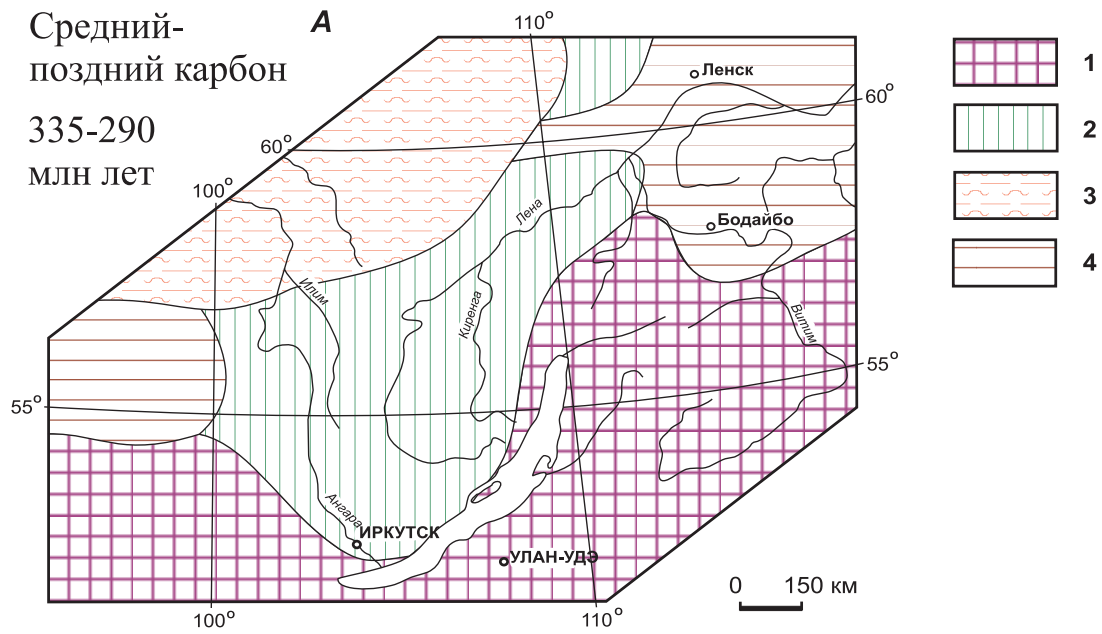 Средний-
поздний карбон
335-290
млн лет
А
110°
Ленск
60°
60°
100°
Лена
Бодайбо
Илим
Киренга
Витим
55°
55°
Ангара
ИРКУТСК
УЛАН-УДЭ
0 150 км
100°
110°
1
2
3
4